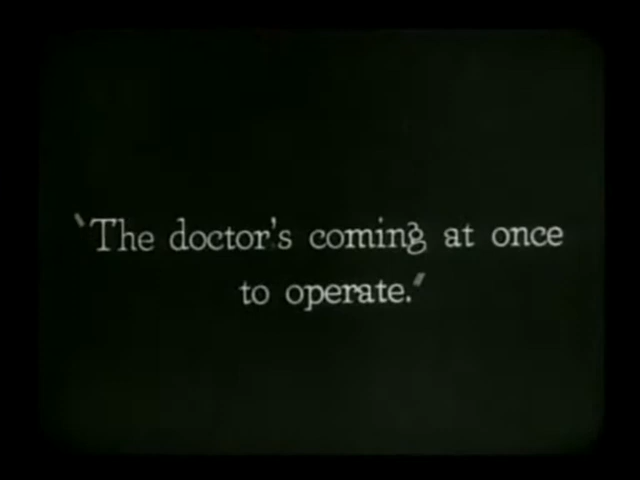 "The doctor's coming at once
to operate."